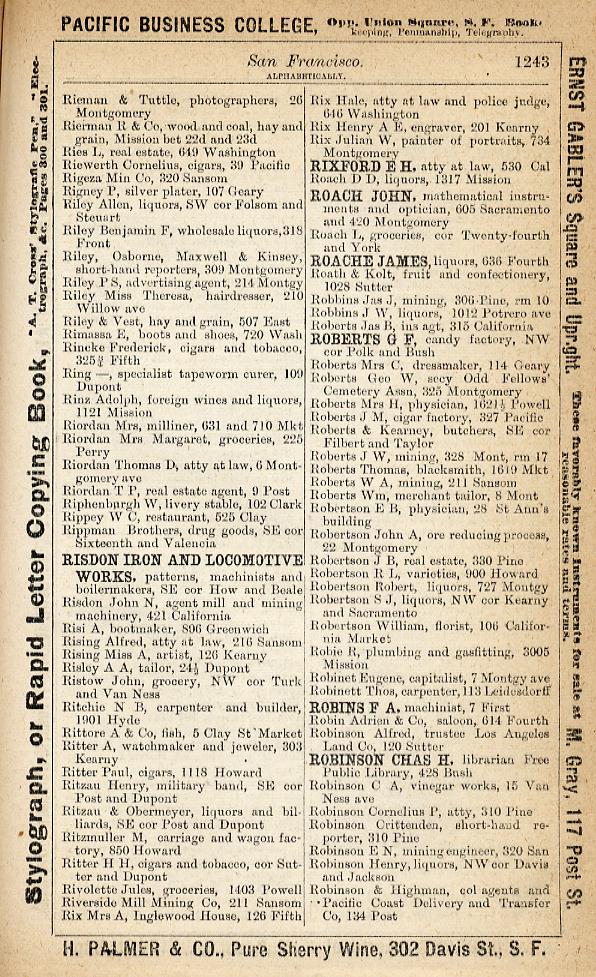 PACIFIC BUSINESS COLLEGE, Opp. Union Square, S. F. Book-
keeping, Penmanship, Telegraphy.
San Francisco. 1243
ALPHABETICALLY.
Rieman & Tuttle, photographers, 26
Montgomery
Rierman R & Co, wood and coal, hay and
grain, Mission bet 22d and 23d
Ries L, real estate, 649 Washington
Riewerts Cornelius, cigars, 39 Pacific
Rigeza Min Co, 320 Sansom
Rigney P, silver plater, 107 Geary
Riley Allen, liquors, SW cor Folsom and
Steuart
Riley Benjamin F, wholesale liquors, 318
Front
Riley, Osborne, Maxwell & Kinsey,
short-hand reporters, 309 Montgomery
Riley P S, advertising agent, 214 Montgy
Riley Miss Theresa, hairdresser, 210
Willow ave
Riley & Vest, hay and grain, 507 East
Rimassa E, boots and shoes, 720 Wash
Rincke Frederick, cigars and tobacco,
325½ Fifth
Ring —, specialist tapeworm curer, 109
Dupont
Rinz Adolph, foreign wines and liquors,
1121 Mission
Riordan Mrs, milliner, 631 and 710 Mkt
Riordan Mrs Margaret, groceries, 225
Perry
Riordan Thomas D, atty at law, 6 Mont-
gomery ave
Riordan T P, real estate agent, 9 Post
Riphenburgh W, livery stable, 102 Clark
Rippey W C, restaurant, 525 Clay
Rippman Brothers, drug goods, SE cor
Sixteenth and Valencia
RISDON IRON AND LOCOMOTIVE
WORKS. patterns, machinists and
boilermakers, SE cor How and Beale
Risdon John N, agent mill and mining
machinery, 421 California
Risi A, bootmaker, 896 Greenwich
Rising Alfred, atty at law, 216 Sansom
Rising Miss A, artist, 126 Kearny
Risley A A, tailor, 24½ Dupont
Ristow John, grocery, NW cor Turk
and Van Ness
Ritchie N B, carpenter and builder,
1901 Hyde
Rittore A & Co, fish, 5 Clay St Market
Ritter A, watchmaker and jeweler, 303
Kearny
Ritter Paul, cigars, 1118 Howard
Ritzau Henry, military band, SE cor
Post and Dupont
Ritzau & Obermeyer, liquors and bil-
liards, SE cor Post and Dupont
Ritzmuller M, carriage and wagon fac-
tory, 850 Howard
Ritter H H, cigars and tobacco, cor Sut-
ter and Dupont
Rivolette Jules, groceries, 1403 Powell
Riverside Mill Mining Co, 211 Sansom
Rix Mrs A, Inglewood House, 126 Fifth
Rix Hale, atty at law and police judge,
646 Washington
Rix Henry A E, engraver, 201 Kearny
Rix Julian W, painter of portraits, 734
Montgomery
RIXFORD E H. atty at law, 530 Cal
Roach D D, liquors, 1317 Mission
ROACH JOHN. mathematical instru-
ments and optician, 605 Sacramento
and 420 Montgomery
Roach L, groceries, cor Twenty-fourth
and York
ROACHE JAMES, liquors, 636 Fourth
Roath & Kolt, fruit and confectionery,
1028 Sutter
Robbins Jas J, mining, 306 Pine, rm 10
Robbins J W, liquors, 1012 Potrero ave
Roberts Jas B, ins agt, 315 California
ROBERTS G F, candy factory, NW
cor Polk and Bush
Roberts Mrs C, dressmaker, 114 Geary
Roberts Geo W, secy Odd Fellows'
Cemetery Assn, 325 Montgomery
Roberts Mrs H, physician, 1621½ Powell
Roberts J M, cigar factory, 327 Pacific
Roberts & Kearney, butchers, SE cor
Filbert and Taylor
Roberts J W, mining, 328 Mont, rm 17
Roberts Thomas, blacksmith, 1619 Mkt
Roberts W A, mining, 211 Sansom
Roberts Wm, merchant tailor, 8 Mont
Robertson E B, physician, 28 St Ann's
building
Robertson John A, ore reducing process,
22 Montgomery
Robertson J B, real estate, 330 Pine
Robertson R L, varieties, 900 Howard
Robertson Robert, liquors, 727 Montgy
Robertson S J, liquors, NW cor Kearny
and Sacramento
Robertson William, florist, 106 Califor-
nia Market
Robie R, plumbing and gasfitting, 3005
Mission
Robinet Eugene, capitalist, 7 Montgy ave
Robinett Thos, carpenter, 113 Leidesdorff
ROBINS F A. machinist, 7 First
Robin Adrien & Co, saloon, 614 Fourth
Robinson Alfred, trustee Los Angeles
Land Co, 120 Sutter
ROBINSON CHAS H. librarian Free
Public Library, 428 Bush
Robinson C A, vinegar works, 15 Van
Ness ave
Robinson Cornelius P, atty, 310 Pine
Robinson Crittenden, short-hand re-
porter, 310 Pine
Robinson E N, mining engineer, 320 San
Robinson Henry, liquors, NW cor Davis
and Jackson
Robinson & Highman, col agents and
Pacific Coast Delivery and Transfer
Co, 134 Post
Stylograph, or Rapid Letter Copying Book, "A. T. Cross' Stylografic Pen," "Elec-
trograph, &c. Pages 300 and 301.
ERNST GABLER'S Square and Upright. These favorably known Instruments for sale at M. Gray, 117 Post St.
reasonable rates and terms.
H. PALMER & CO., Pure Sherry Wine, 302 Davis St., S. F.